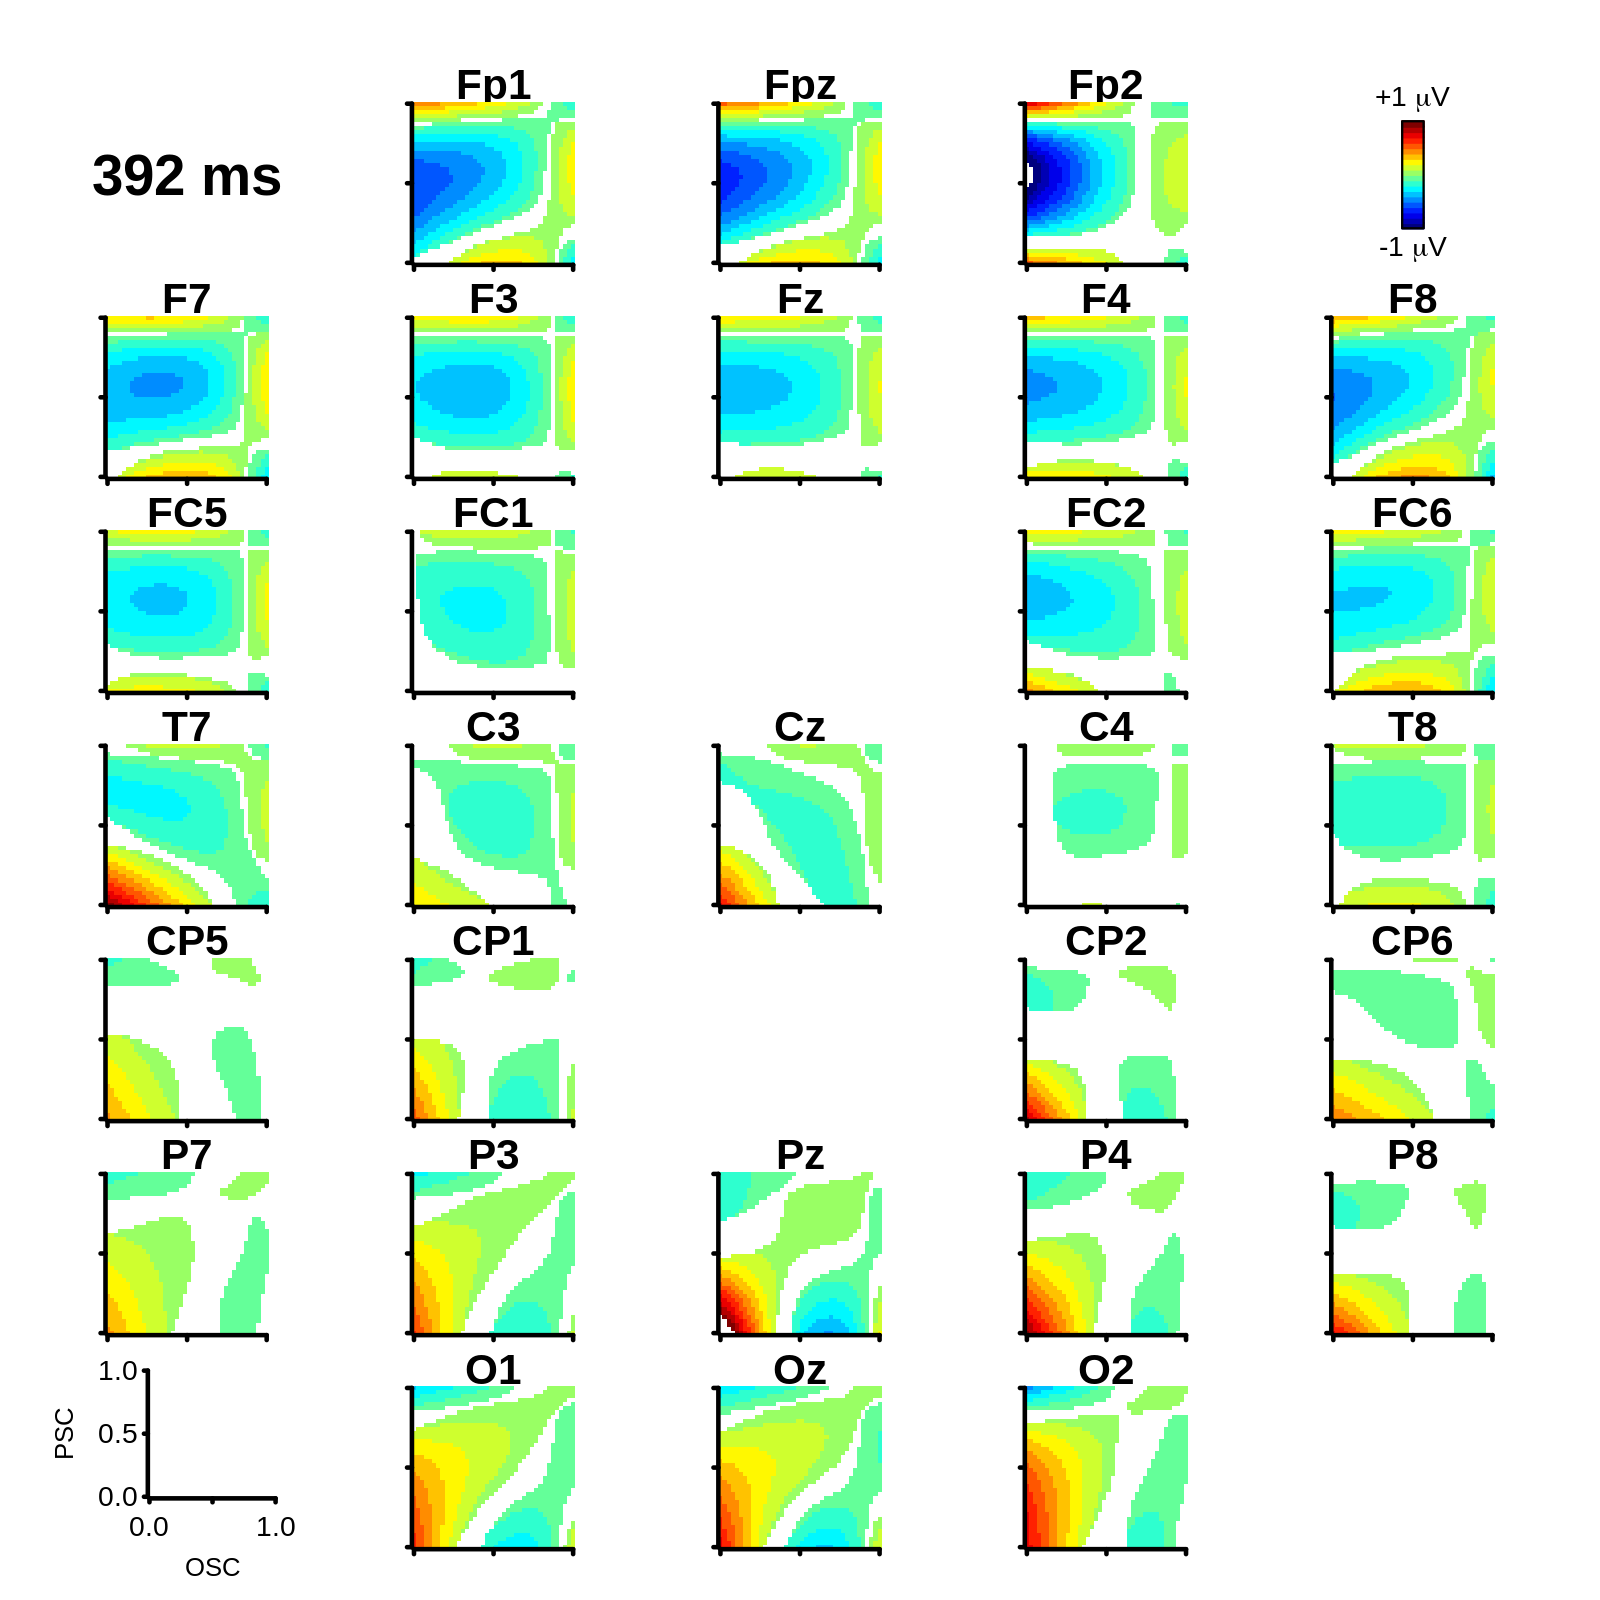 Fp1 Fpz Fp2
+1 μV
392 ms
-1 μV
F7 F3 Fz F4 F8
FC5 FC1 FC2 FC6
T7 C3 Cz C4 T8
CP5 CP1 CP2 CP6
P7 P3 Pz P4 P8
O1 Oz O2
1.0
PSC
0.5
0.0
0.0 1.0
OSC